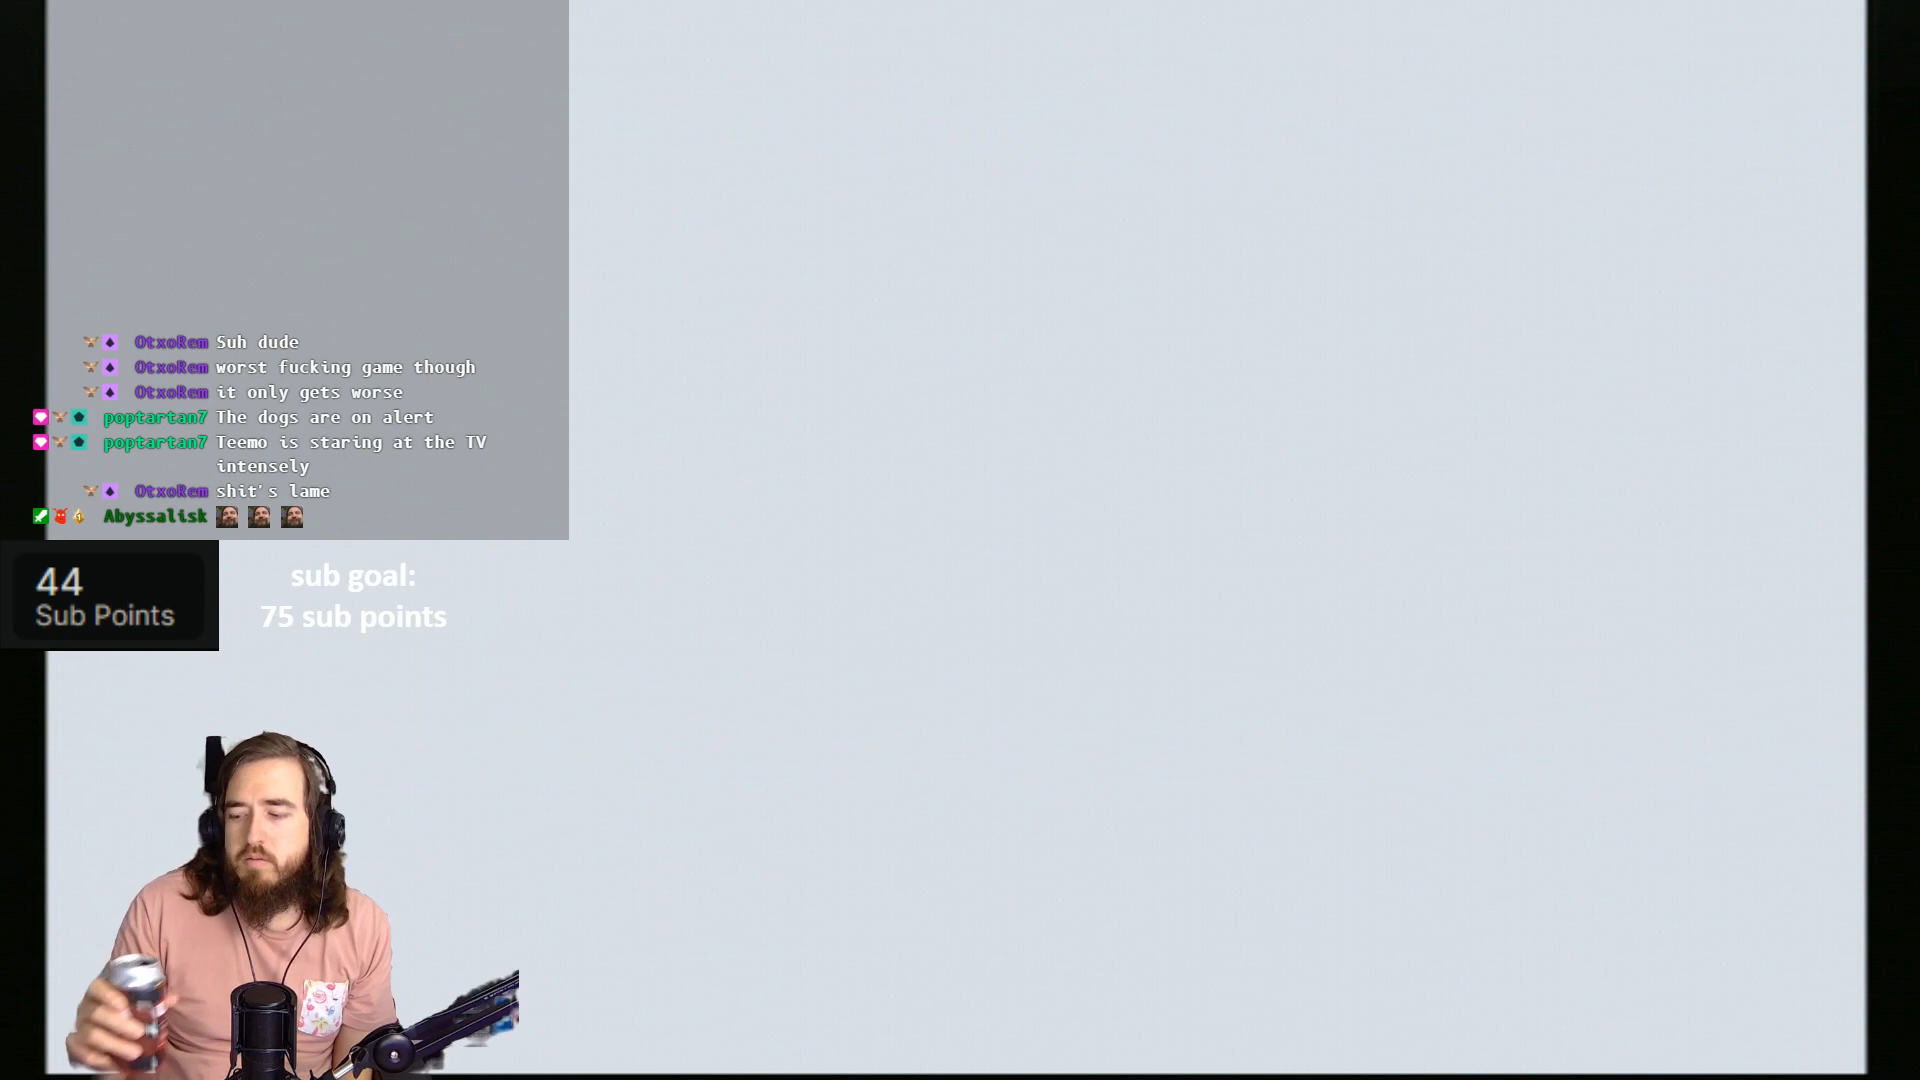 OtxoRem Suh dude
OtxoRem worst fucking game though
OtxoRem it only gets worse
poptartan7 The dogs are on alert
poptartan7 Teemo is staring at the TV
intensely
OtxoRem shit's lame
Abyssalisk
44
Sub Points
sub goal:
75 sub points